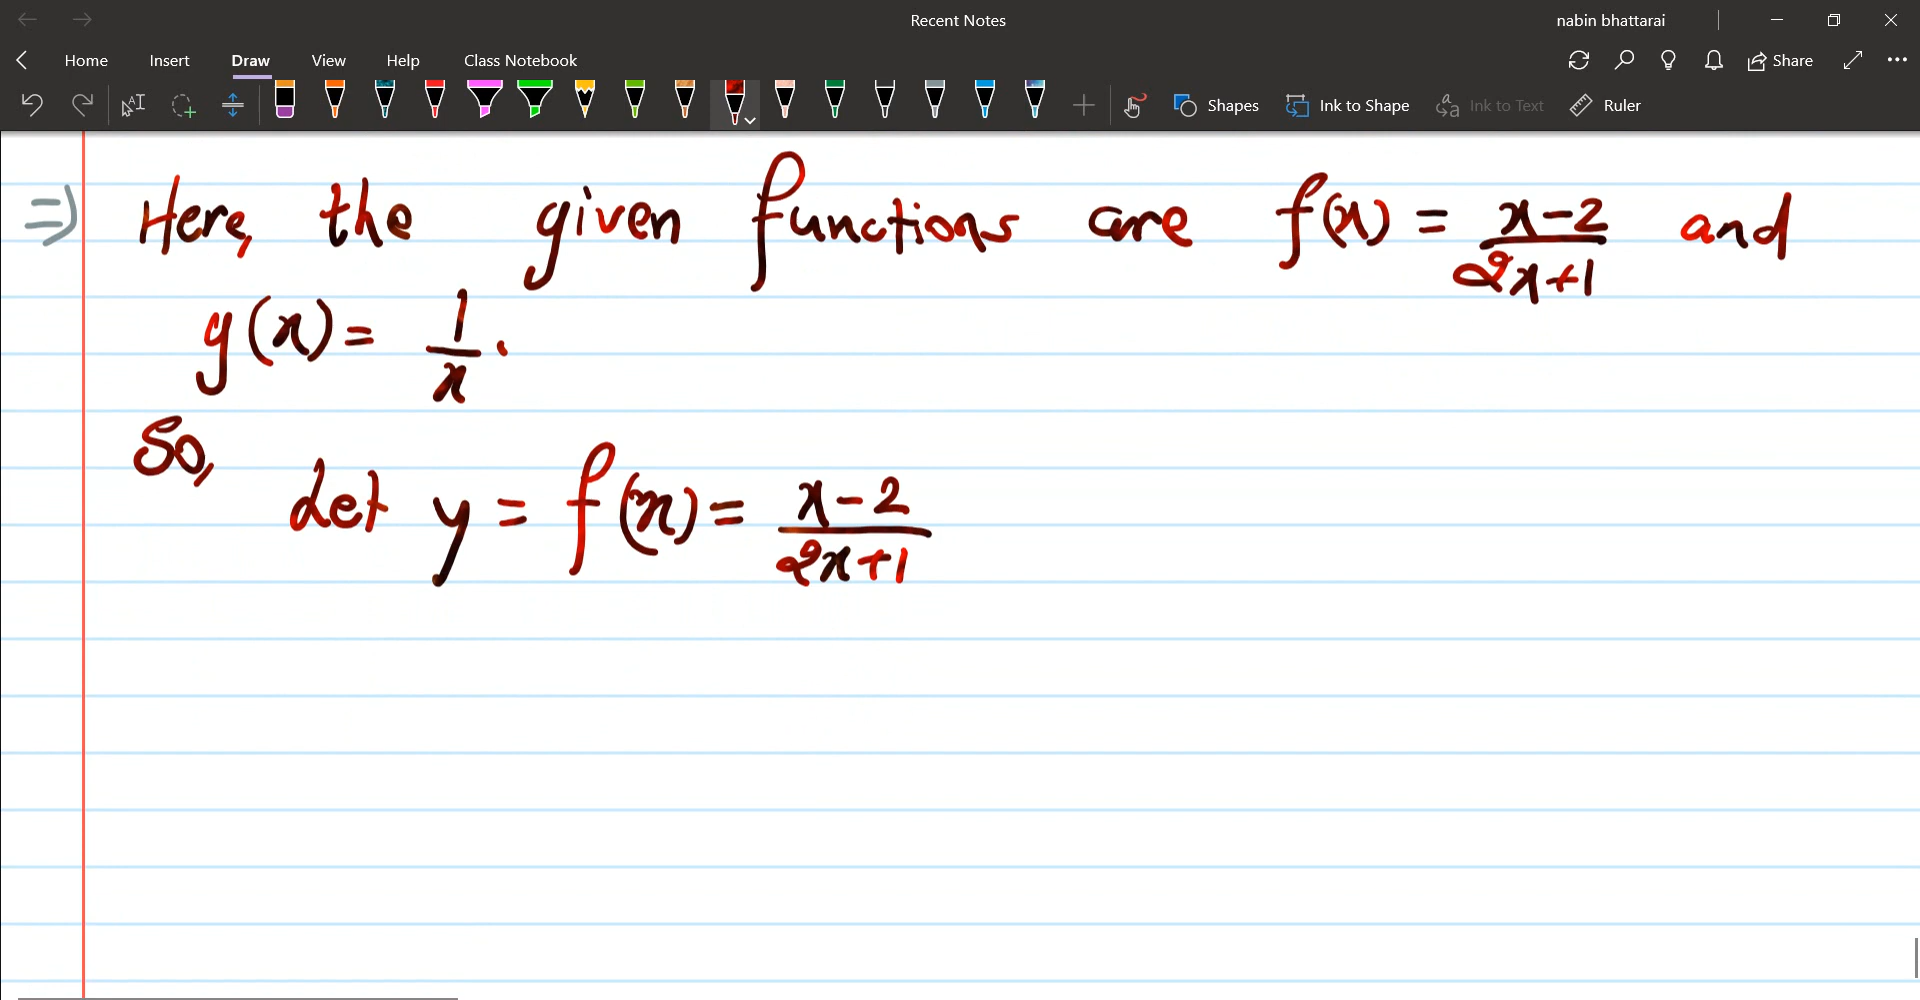 Recent Notes
nabin bhattarai
Home Insert Draw View Help Class Notebook
Share
Shapes Ink to Shape Ink to Text Ruler
⇒) Here, the given functions are f(x) = (x-2)/(2x+1) and
g(x) = 1/x .
So,
Let y = f(x) = (x-2)/(2x+1)